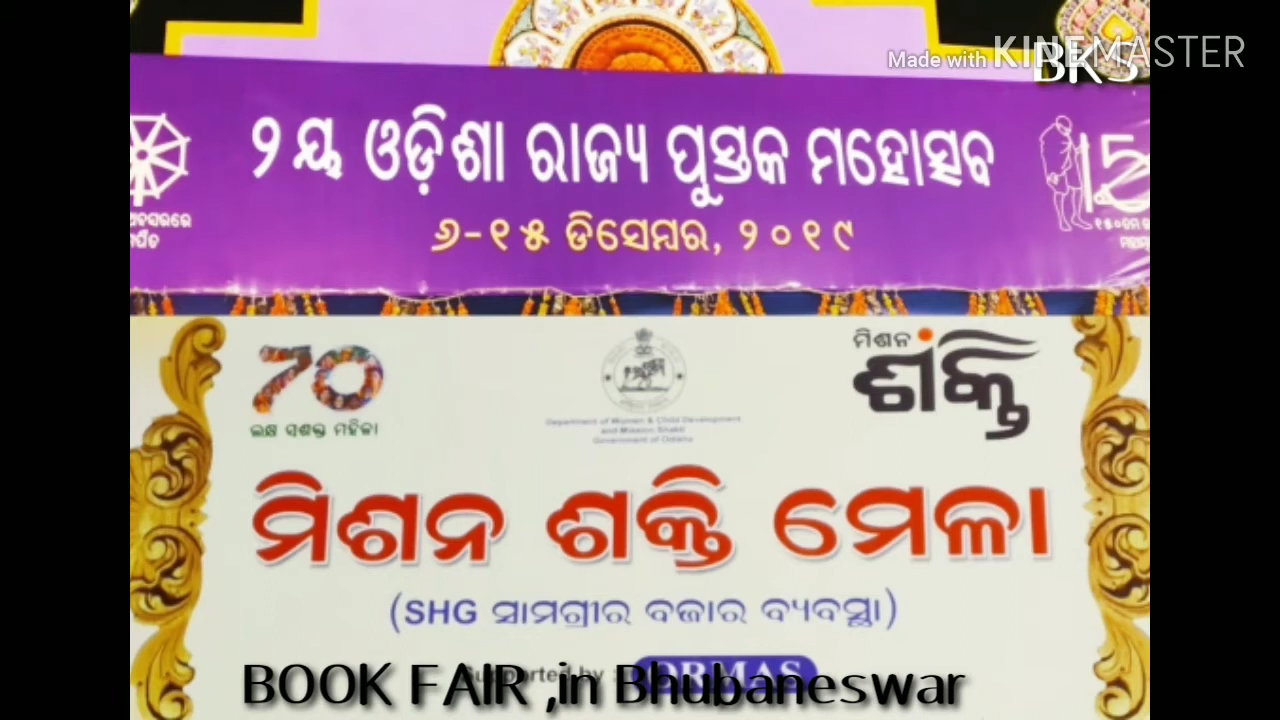 Made with KINEMASTER
BKS
୨ୟ ଓଡ଼ିଶା ରାଜ୍ୟ ପୁସ୍ତକ ମହୋତ୍ସବ
୬-୧୫ ଡିସେମ୍ବର, ୨୦୧୯
70
ଲକ୍ଷ ସଶକ୍ତ ମହିଳା
Department of Women & Child Development
and Mission Shakti
Government of Odisha
ମିଶନ
ଶକ୍ତି
ମିଶନ ଶକ୍ତି ମେଳା
(SHG ସାମଗ୍ରୀର ବଜାର ବ୍ୟବସ୍ଥା)
Supported by : ORMAS
BOOK FAIR ,in Bhubaneswar